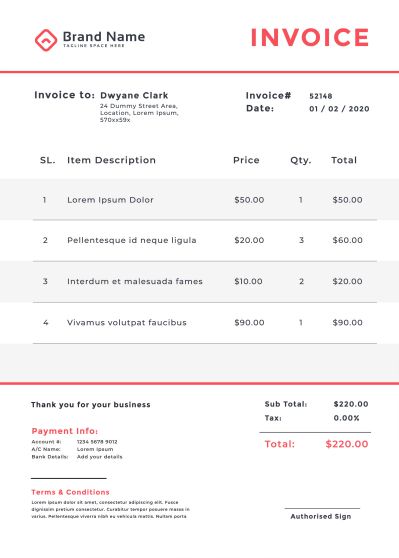 Brand Name
TAGLINE SPACE HERE
INVOICE
Invoice to: Dwyane Clark
24 Dummy Street Area,
Location, Lorem Ipsum,
570xx59x
Invoice# 52148
Date: 01 / 02 / 2020
SL. Item Description Price Qty. Total
1 Lorem Ipsum Dolor $50.00 1 $50.00
2 Pellentesque id neque ligula $20.00 3 $60.00
3 Interdum et malesuada fames $10.00 2 $20.00
4 Vivamus volutpat faucibus $90.00 1 $90.00
Thank you for your business
Sub Total: $220.00
Tax: 0.00%
Total: $220.00
Payment Info:
Account #: 1234 5678 9012
A/C Name: Lorem Ipsum
Bank Details: Add your details
Terms & Conditions
Lorem ipsum dolor sit amet, consectetur adipiscing elit. Fusce
dignissim pretium consectetur. Curabitur tempor posuere massa in
varius. Pellentesque viverra nibh eu vehicula mattis. Nullam porta
Authorised Sign